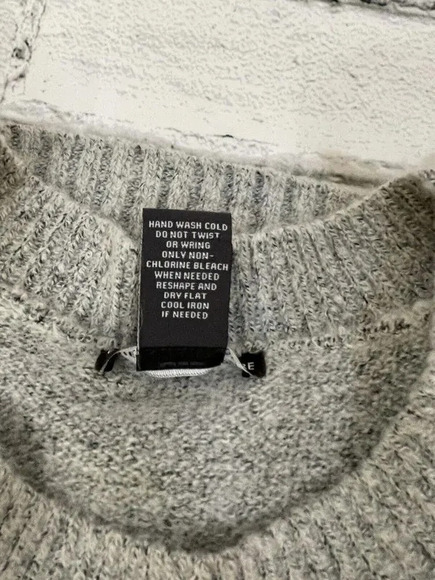 HAND WASH COLD
DO NOT TWIST
OR WRING
ONLY NON-
CHLORINE BLEACH
WHEN NEEDED
RESHAPE AND
DRY FLAT
COOL IRON
IF NEEDED
E